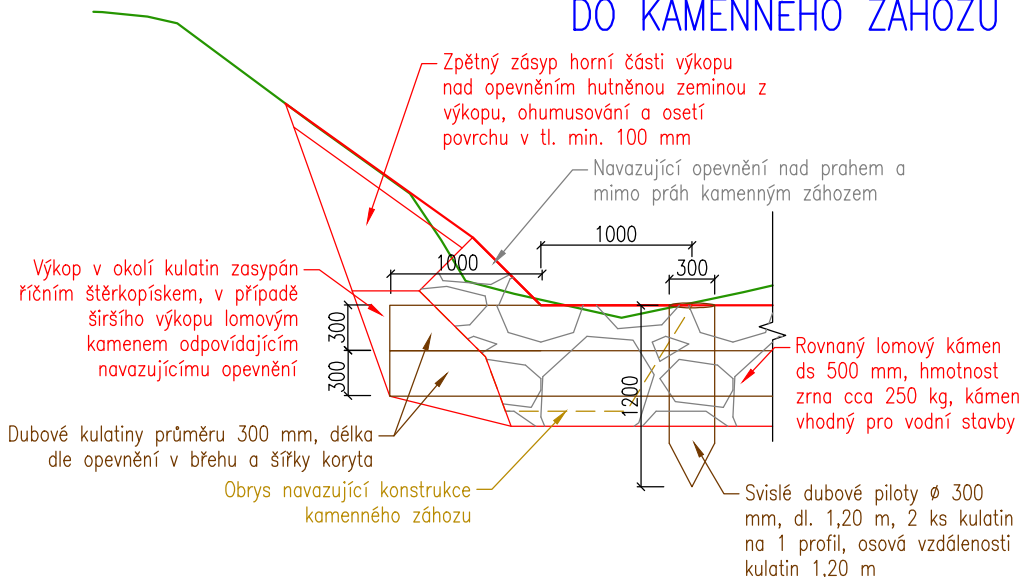 DO KAMENNÉHO ZÁHOZU
Zpětný zásyp horní části výkopu
nad opevněním hutněnou zeminou z
výkopu, ohumusování a osetí
povrchu v tl. min. 100 mm
Navazující opevnění nad prahem a
mimo práh kamenným záhozem
1000
1000
300
Výkop v okolí kulatin zasypán
říčním štěrkopískem, v případě
širšího výkopu lomovým
kamenem odpovídajícím
navazujícímu opevnění
300
300
1200
Rovnaný lomový kámen
ds 500 mm, hmotnost
zrna cca 250 kg, kámen
vhodný pro vodní stavby
Dubové kulatiny průměru 300 mm, délka
dle opevnění v břehu a šířky koryta
Obrys navazující konstrukce
kamenného záhozu
Svislé dubové piloty Ø 300
mm, dl. 1,20 m, 2 ks kulatin
na 1 profil, osová vzdálenosti
kulatin 1,20 m